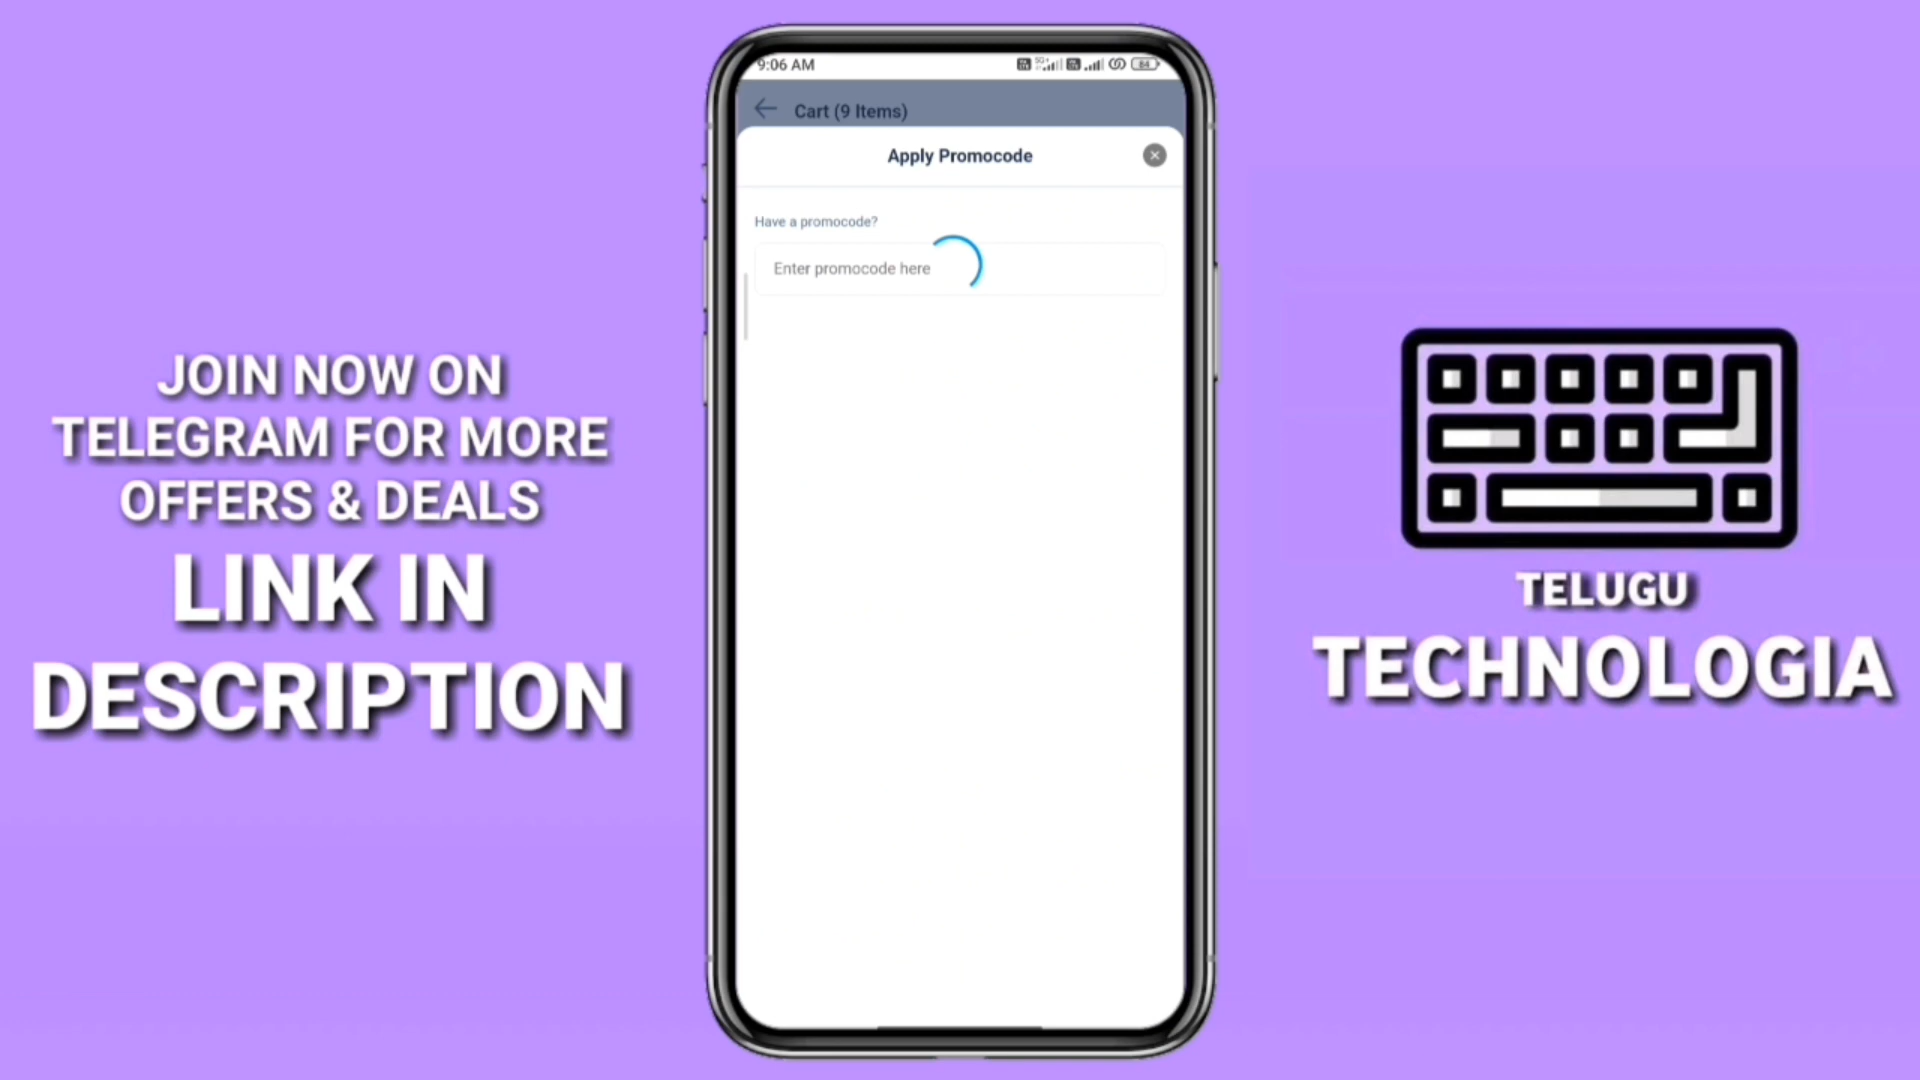 JOIN NOW ON
TELEGRAM FOR MORE
OFFERS & DEALS
LINK IN
DESCRIPTION
9:06 AM
84
Cart (9 Items)
Apply Promocode
Have a promocode?
Enter promocode here
TELUGU
TECHNOLOGIA